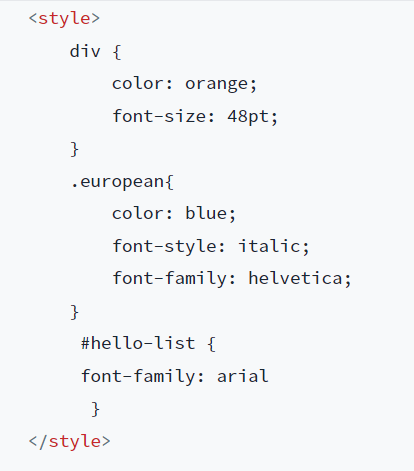 <style>
    div {
        color: orange;
        font-size: 48pt;
    }
    .european{
        color: blue;
        font-style: italic;
        font-family: helvetica;
    }
     #hello-list {
     font-family: arial
      }
</style>